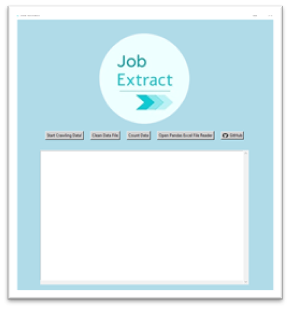 Job
Extract
Start Crawling Data! Clean Data File Count Data Open Pandas Excel File Reader GitHub